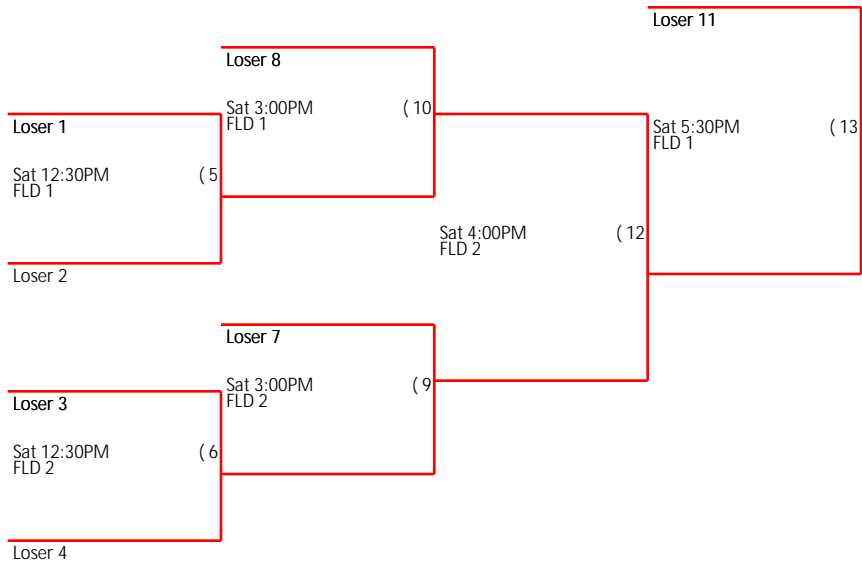 Loser 11
Loser 8
Sat 3:00PM ( 10
FLD 1
Loser 1
Sat 5:30PM ( 13
FLD 1
Sat 12:30PM ( 5
FLD 1
Sat 4:00PM ( 12
FLD 2
Loser 2
Loser 7
Sat 3:00PM ( 9
FLD 2
Loser 3
Sat 12:30PM ( 6
FLD 2
Loser 4